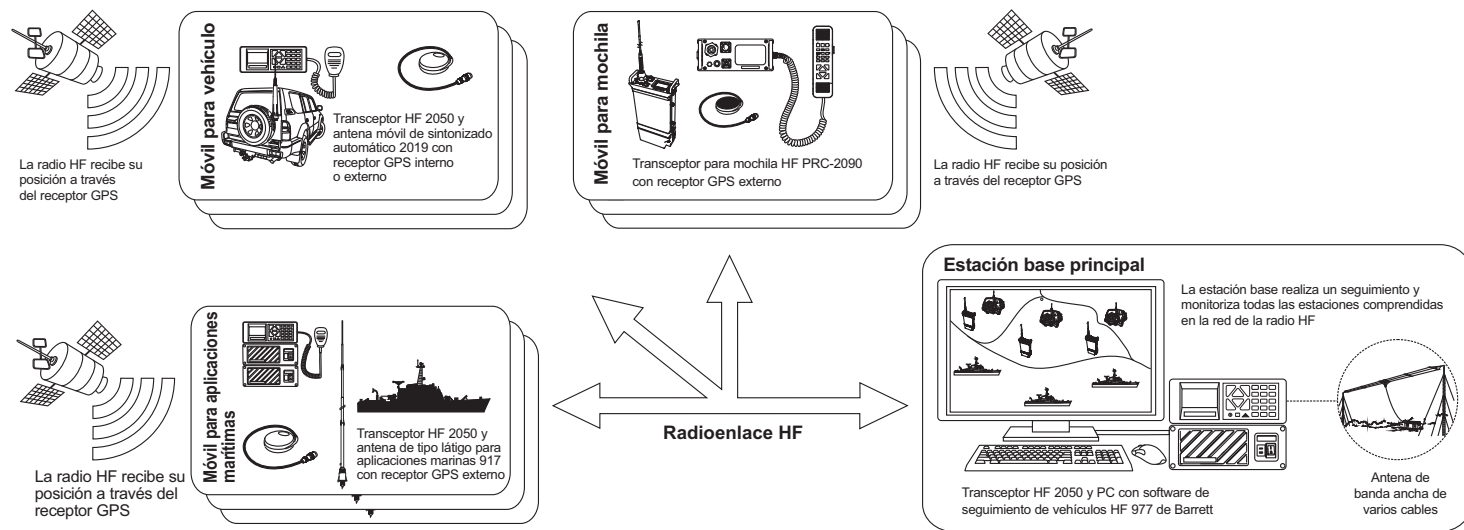 Móvil para vehículo
Transceptor HF 2050 y
antena móvil de sintonizado
automático 2019 con
receptor GPS interno
o externo
La radio HF recibe su
posición a través
del receptor GPS
Móvil para mochila
Transceptor para mochila HF PRC-2090
con receptor GPS externo
La radio HF recibe su posición
a través del receptor GPS
Móvil para aplicaciones
marítimas
Transceptor HF 2050 y
antena de tipo látigo para
aplicaciones marinas 917
con receptor GPS externo
La radio HF recibe su
posición a través del
receptor GPS
Radioenlace HF
Estación base principal
La estación base realiza un seguimiento y
monitoriza todas las estaciones comprendidas
en la red de la radio HF
Transceptor HF 2050 y PC con software de
seguimiento de vehículos HF 977 de Barrett
Antena de
banda ancha de
varios cables